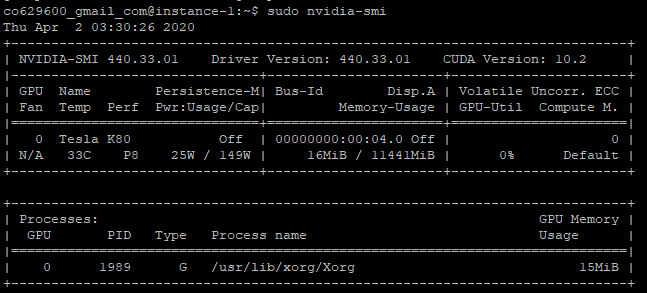 co629600_gmail_com@instance-1:~$ sudo nvidia-smi
Thu Apr  2 03:30:26 2020
+-----------------------------------------------------------------------------+
| NVIDIA-SMI 440.33.01    Driver Version: 440.33.01    CUDA Version: 10.2     |
|-------------------------------+----------------------+----------------------+
| GPU  Name        Persistence-M| Bus-Id        Disp.A | Volatile Uncorr. ECC |
| Fan  Temp  Perf  Pwr:Usage/Cap|         Memory-Usage | GPU-Util  Compute M. |
|===============================+======================+======================|
|   0  Tesla K80           Off  | 00000000:00:04.0 Off |                    0 |
| N/A   33C    P8    25W / 149W |     16MiB / 11441MiB |      0%      Default |
+-------------------------------+----------------------+----------------------+

+-----------------------------------------------------------------------------+
| Processes:                                                       GPU Memory |
|  GPU       PID   Type   Process name                             Usage      |
|=============================================================================|
|    0      1989      G   /usr/lib/xorg/Xorg                            15MiB |
+-----------------------------------------------------------------------------+